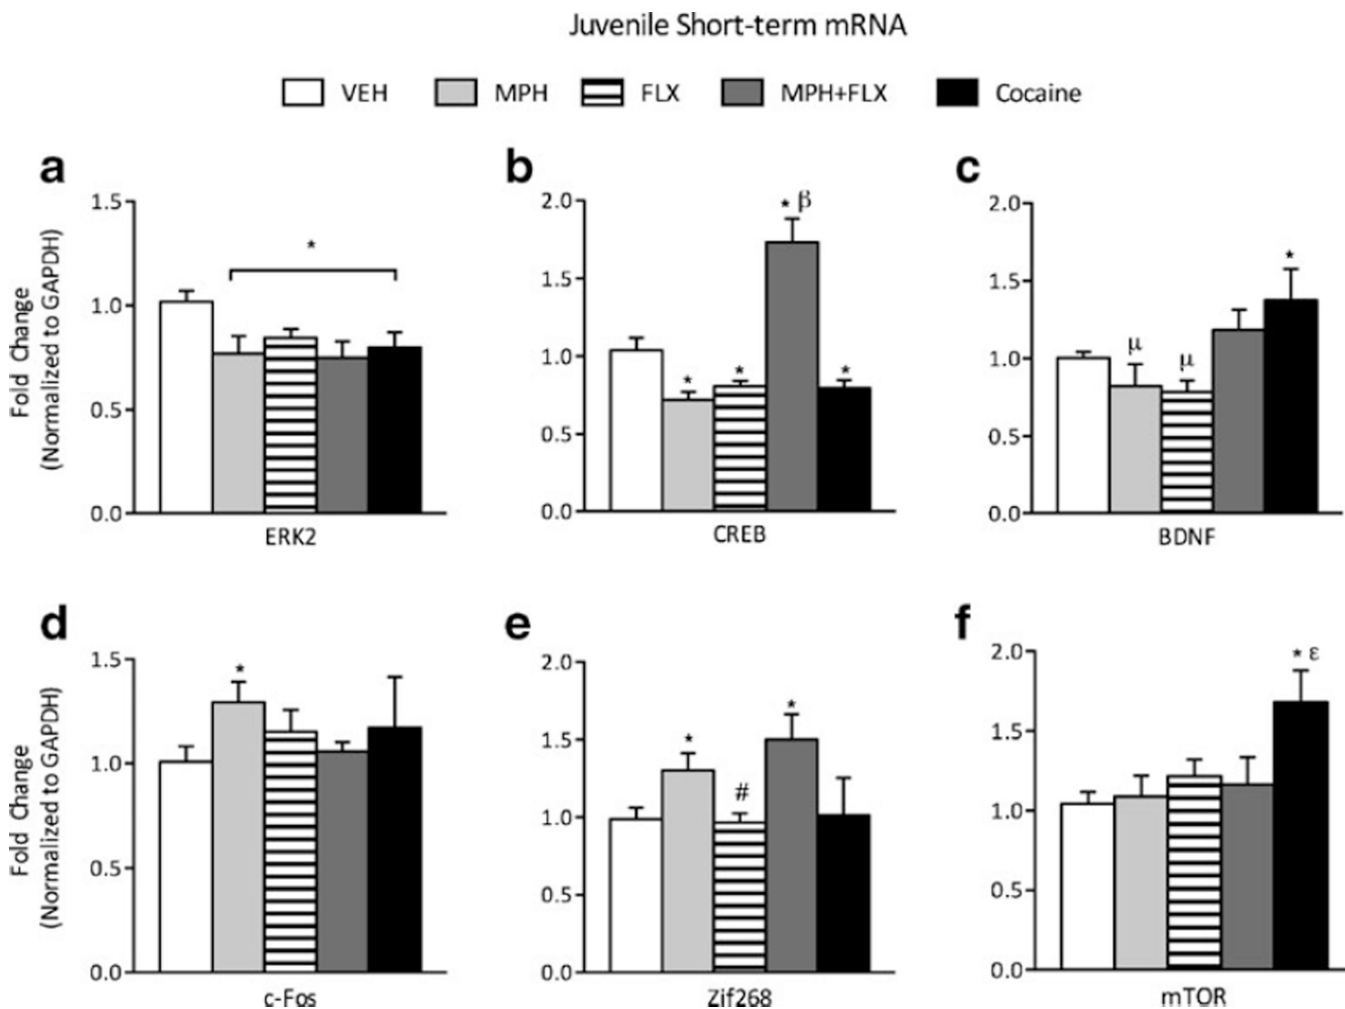 Juvenile Short-term mRNA
VEH MPH FLX MPH+FLX Cocaine
a
Fold Change
(Normalized to GAPDH)
1.5
1.0
0.5
0.0
*
ERK2
b
2.0
1.5
1.0
0.5
0.0
* * * β *
CREB
c
2.0
1.5
1.0
0.5
0.0
μ μ *
BDNF
d
Fold Change
(Normalized to GAPDH)
1.5
1.0
0.5
0.0
*
c-Fos
e
2.0
1.5
1.0
0.5
0.0
* # *
Zif268
f
2.0
1.5
1.0
0.5
0.0
* ε
mTOR